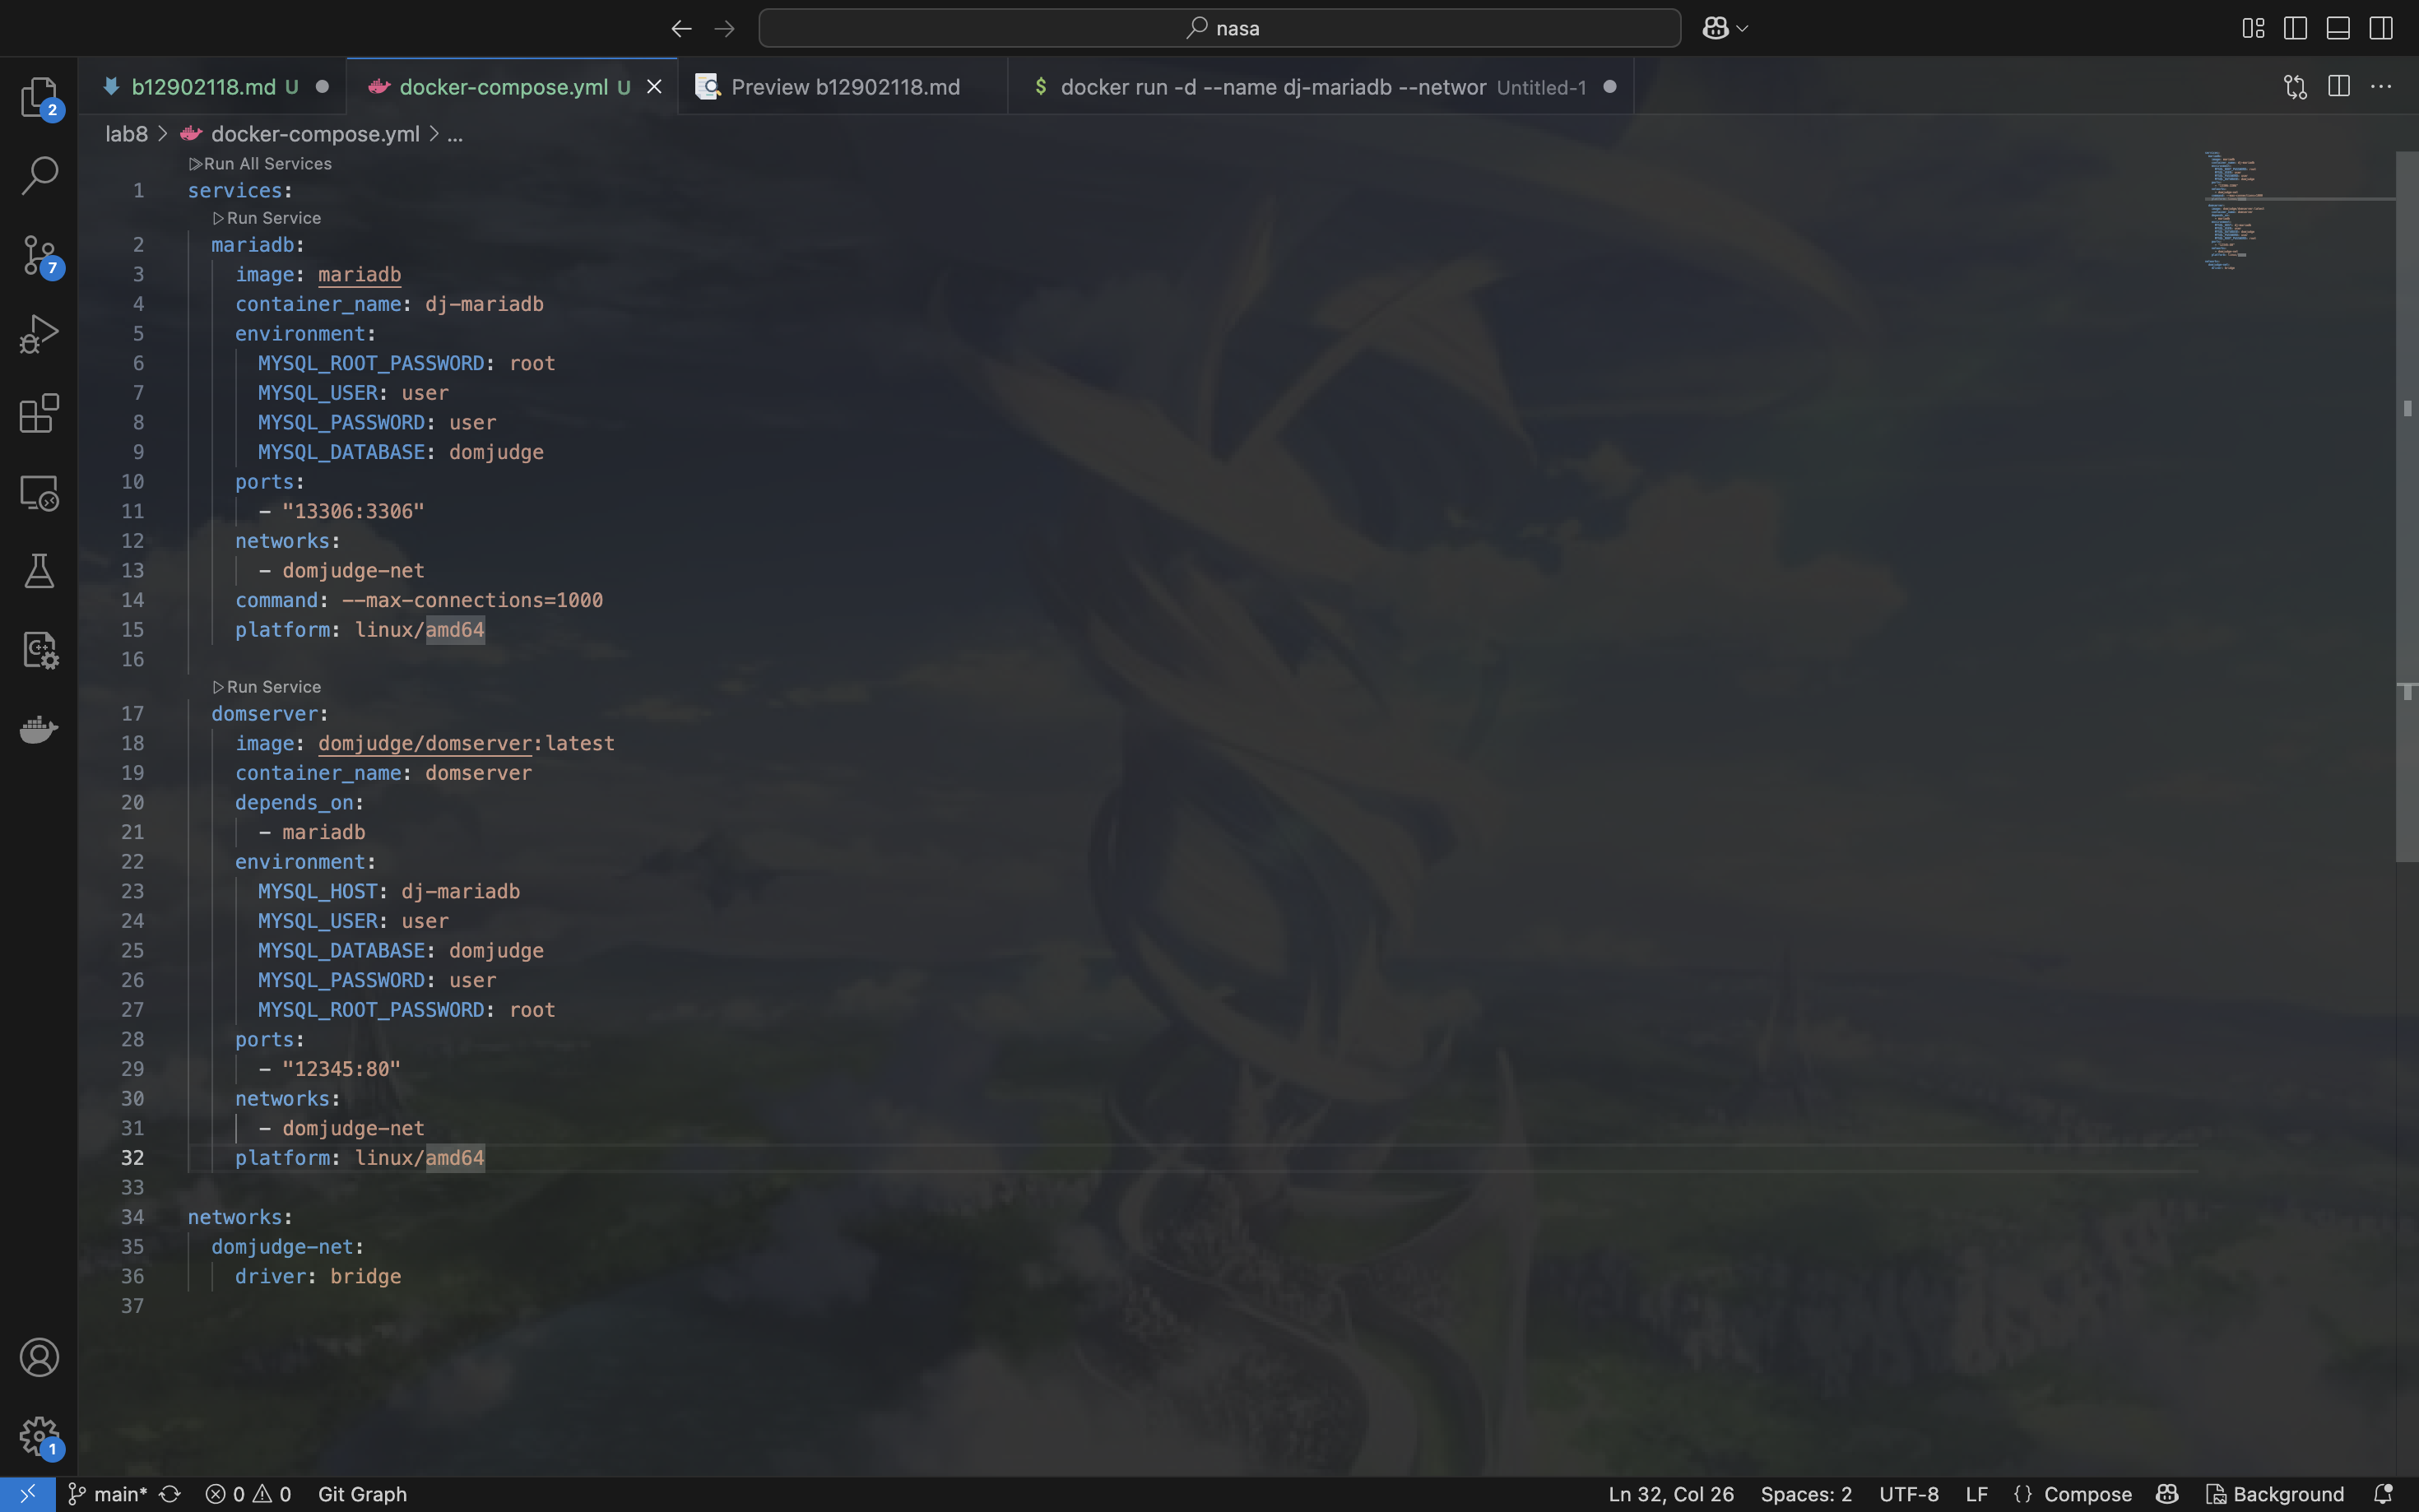 nasa
b12902118.md U
docker-compose.yml U
Preview b12902118.md
$ docker run -d --name dj-mariadb --networ Untitled-1
lab8 > docker-compose.yml > ...
Run All Services
1 services:
Run Service
2 mariadb:
3 image: mariadb
4 container_name: dj-mariadb
5 environment:
6 MYSQL_ROOT_PASSWORD: root
7 MYSQL_USER: user
8 MYSQL_PASSWORD: user
9 MYSQL_DATABASE: domjudge
10 ports:
11 - "13306:3306"
12 networks:
13 - domjudge-net
14 command: --max-connections=1000
15 platform: linux/amd64
16
Run Service
17 domserver:
18 image: domjudge/domserver:latest
19 container_name: domserver
20 depends_on:
21 - mariadb
22 environment:
23 MYSQL_HOST: dj-mariadb
24 MYSQL_USER: user
25 MYSQL_DATABASE: domjudge
26 MYSQL_PASSWORD: user
27 MYSQL_ROOT_PASSWORD: root
28 ports:
29 - "12345:80"
30 networks:
31 - domjudge-net
32 platform: linux/amd64
33
34 networks:
35 domjudge-net:
36 driver: bridge
37
2
7
1
main* 0 0 Git Graph
Ln 32, Col 26 Spaces: 2 UTF-8 LF {} Compose Background